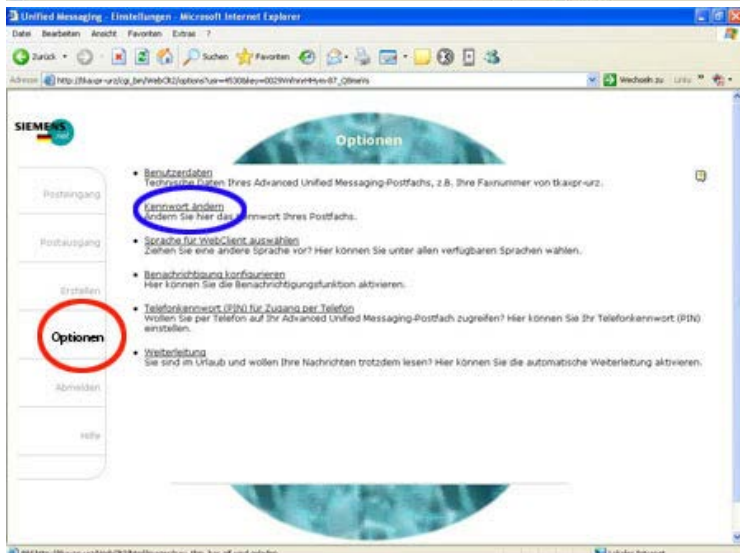 Unified Messaging - Einstellungen - Microsoft Internet Explorer
Datei Bearbeiten Ansicht Favoriten Extras ?
Zurück Suchen Favoriten
Adresse Wechseln zu Links
SIEMENS
Optionen
Posteingang
Postausgang
Erstellen
Optionen
Abmelden
Hilfe
• Benutzerdaten
Technische Daten Ihres Advanced Unified Messaging-Postfachs, z.B. Ihre Faxnummer von tkaxpr-urz.
Kennwort ändern
Ändern Sie hier das Kennwort Ihres Postfachs.
• Sprache für WebClient auswählen
Ziehen Sie eine andere Sprache vor? Hier können Sie unter allen verfügbaren Sprachen wählen.
• Benachrichtigung konfigurieren
Hier können Sie die Benachrichtigungsfunktion aktivieren.
• Telefonkennwort (PIN) für Zugang per Telefon
Wollen Sie per Telefon auf Ihr Advanced Unified Messaging-Postfach zugreifen? Hier können Sie Ihr Telefonkennwort (PIN)
einstellen.
• Weiterleitung
Sie sind im Urlaub und wollen Ihre Nachrichten trotzdem lesen? Hier können Sie die automatische Weiterleitung aktivieren.
Lokales Intranet